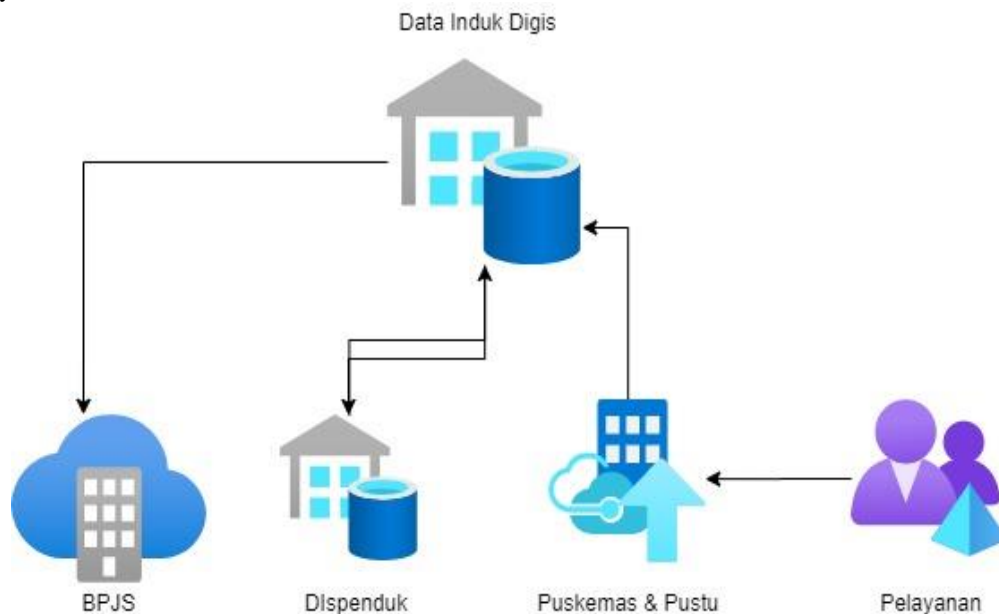 Data Induk Digis
BPJS
DIspenduk
Puskemas & Pustu
Pelayanan